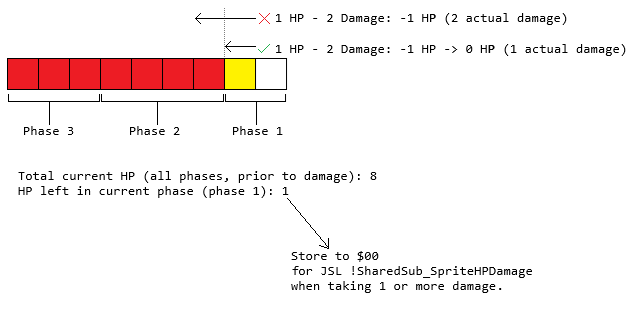 1 HP - 2 Damage: -1 HP (2 actual damage)
1 HP - 2 Damage: -1 HP -> 0 HP (1 actual damage)
Phase 3 Phase 2 Phase 1
Total current HP (all phases, prior to damage): 8
HP left in current phase (phase 1): 1
Store to $00
for JSL !SharedSub_SpriteHPDamage
when taking 1 or more damage.